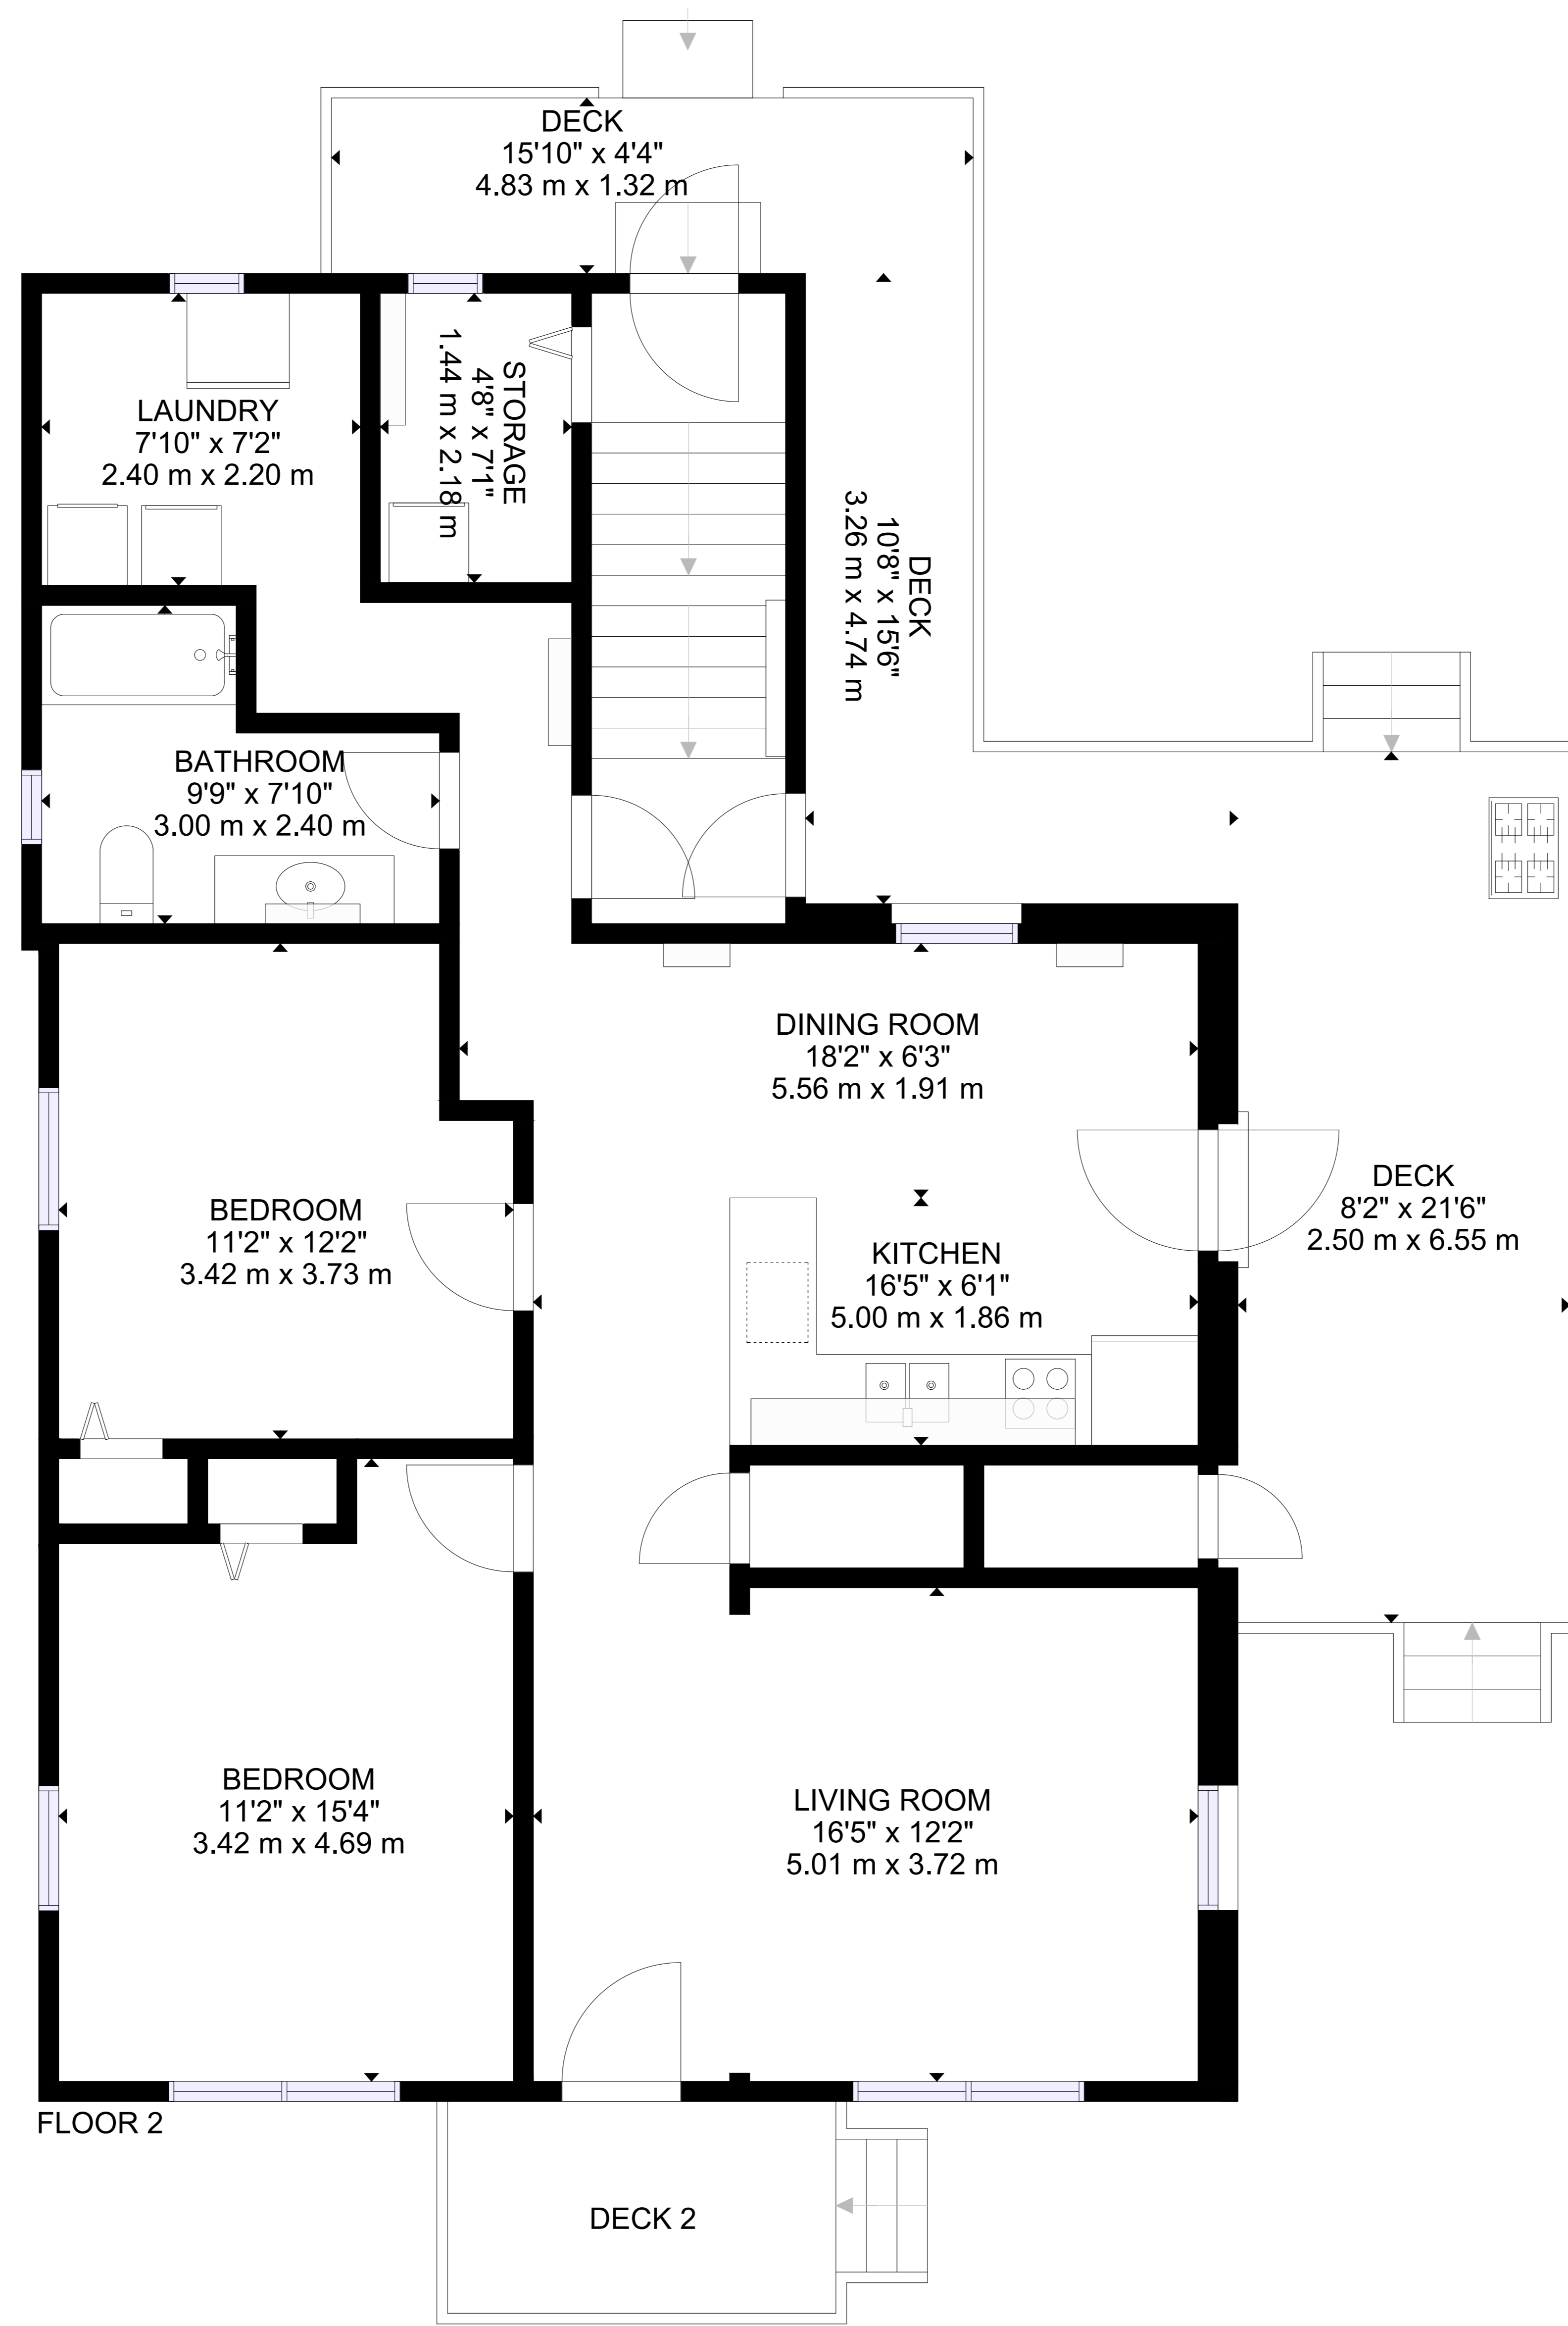 DECK
15'10" x 4'4"
4.83 m x 1.32 m
LAUNDRY
7'10" x 7'2"
2.40 m x 2.20 m
STORAGE
4'8" x 7'1"
1.44 m x 2.18 m
DECK
10'8" x 15'6"
3.26 m x 4.74 m
BATHROOM
9'9" x 7'10"
3.00 m x 2.40 m
DINING ROOM
18'2" x 6'3"
5.56 m x 1.91 m
BEDROOM
11'2" x 12'2"
3.42 m x 3.73 m
KITCHEN
16'5" x 6'1"
5.00 m x 1.86 m
DECK
8'2" x 21'6"
2.50 m x 6.55 m
BEDROOM
11'2" x 15'4"
3.42 m x 4.69 m
LIVING ROOM
16'5" x 12'2"
5.01 m x 3.72 m
FLOOR 2
DECK 2